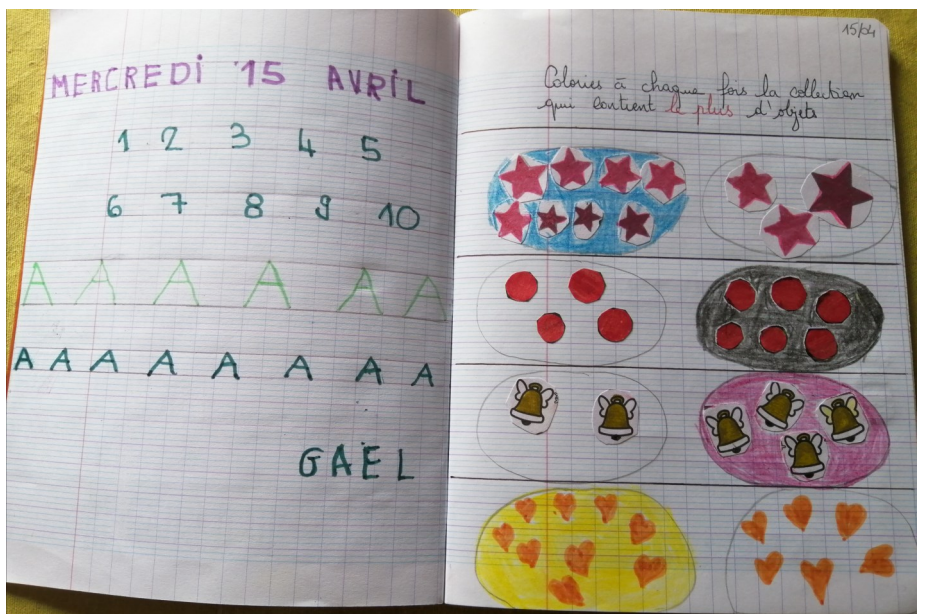 MERCREDI 15 AVRIL
1 2 3 4 5
6 7 8 9 10
A A A A A A
A A A A A A A A
GAEL
15/04
Colories à chaque fois la collection
qui contient le plus d'objets